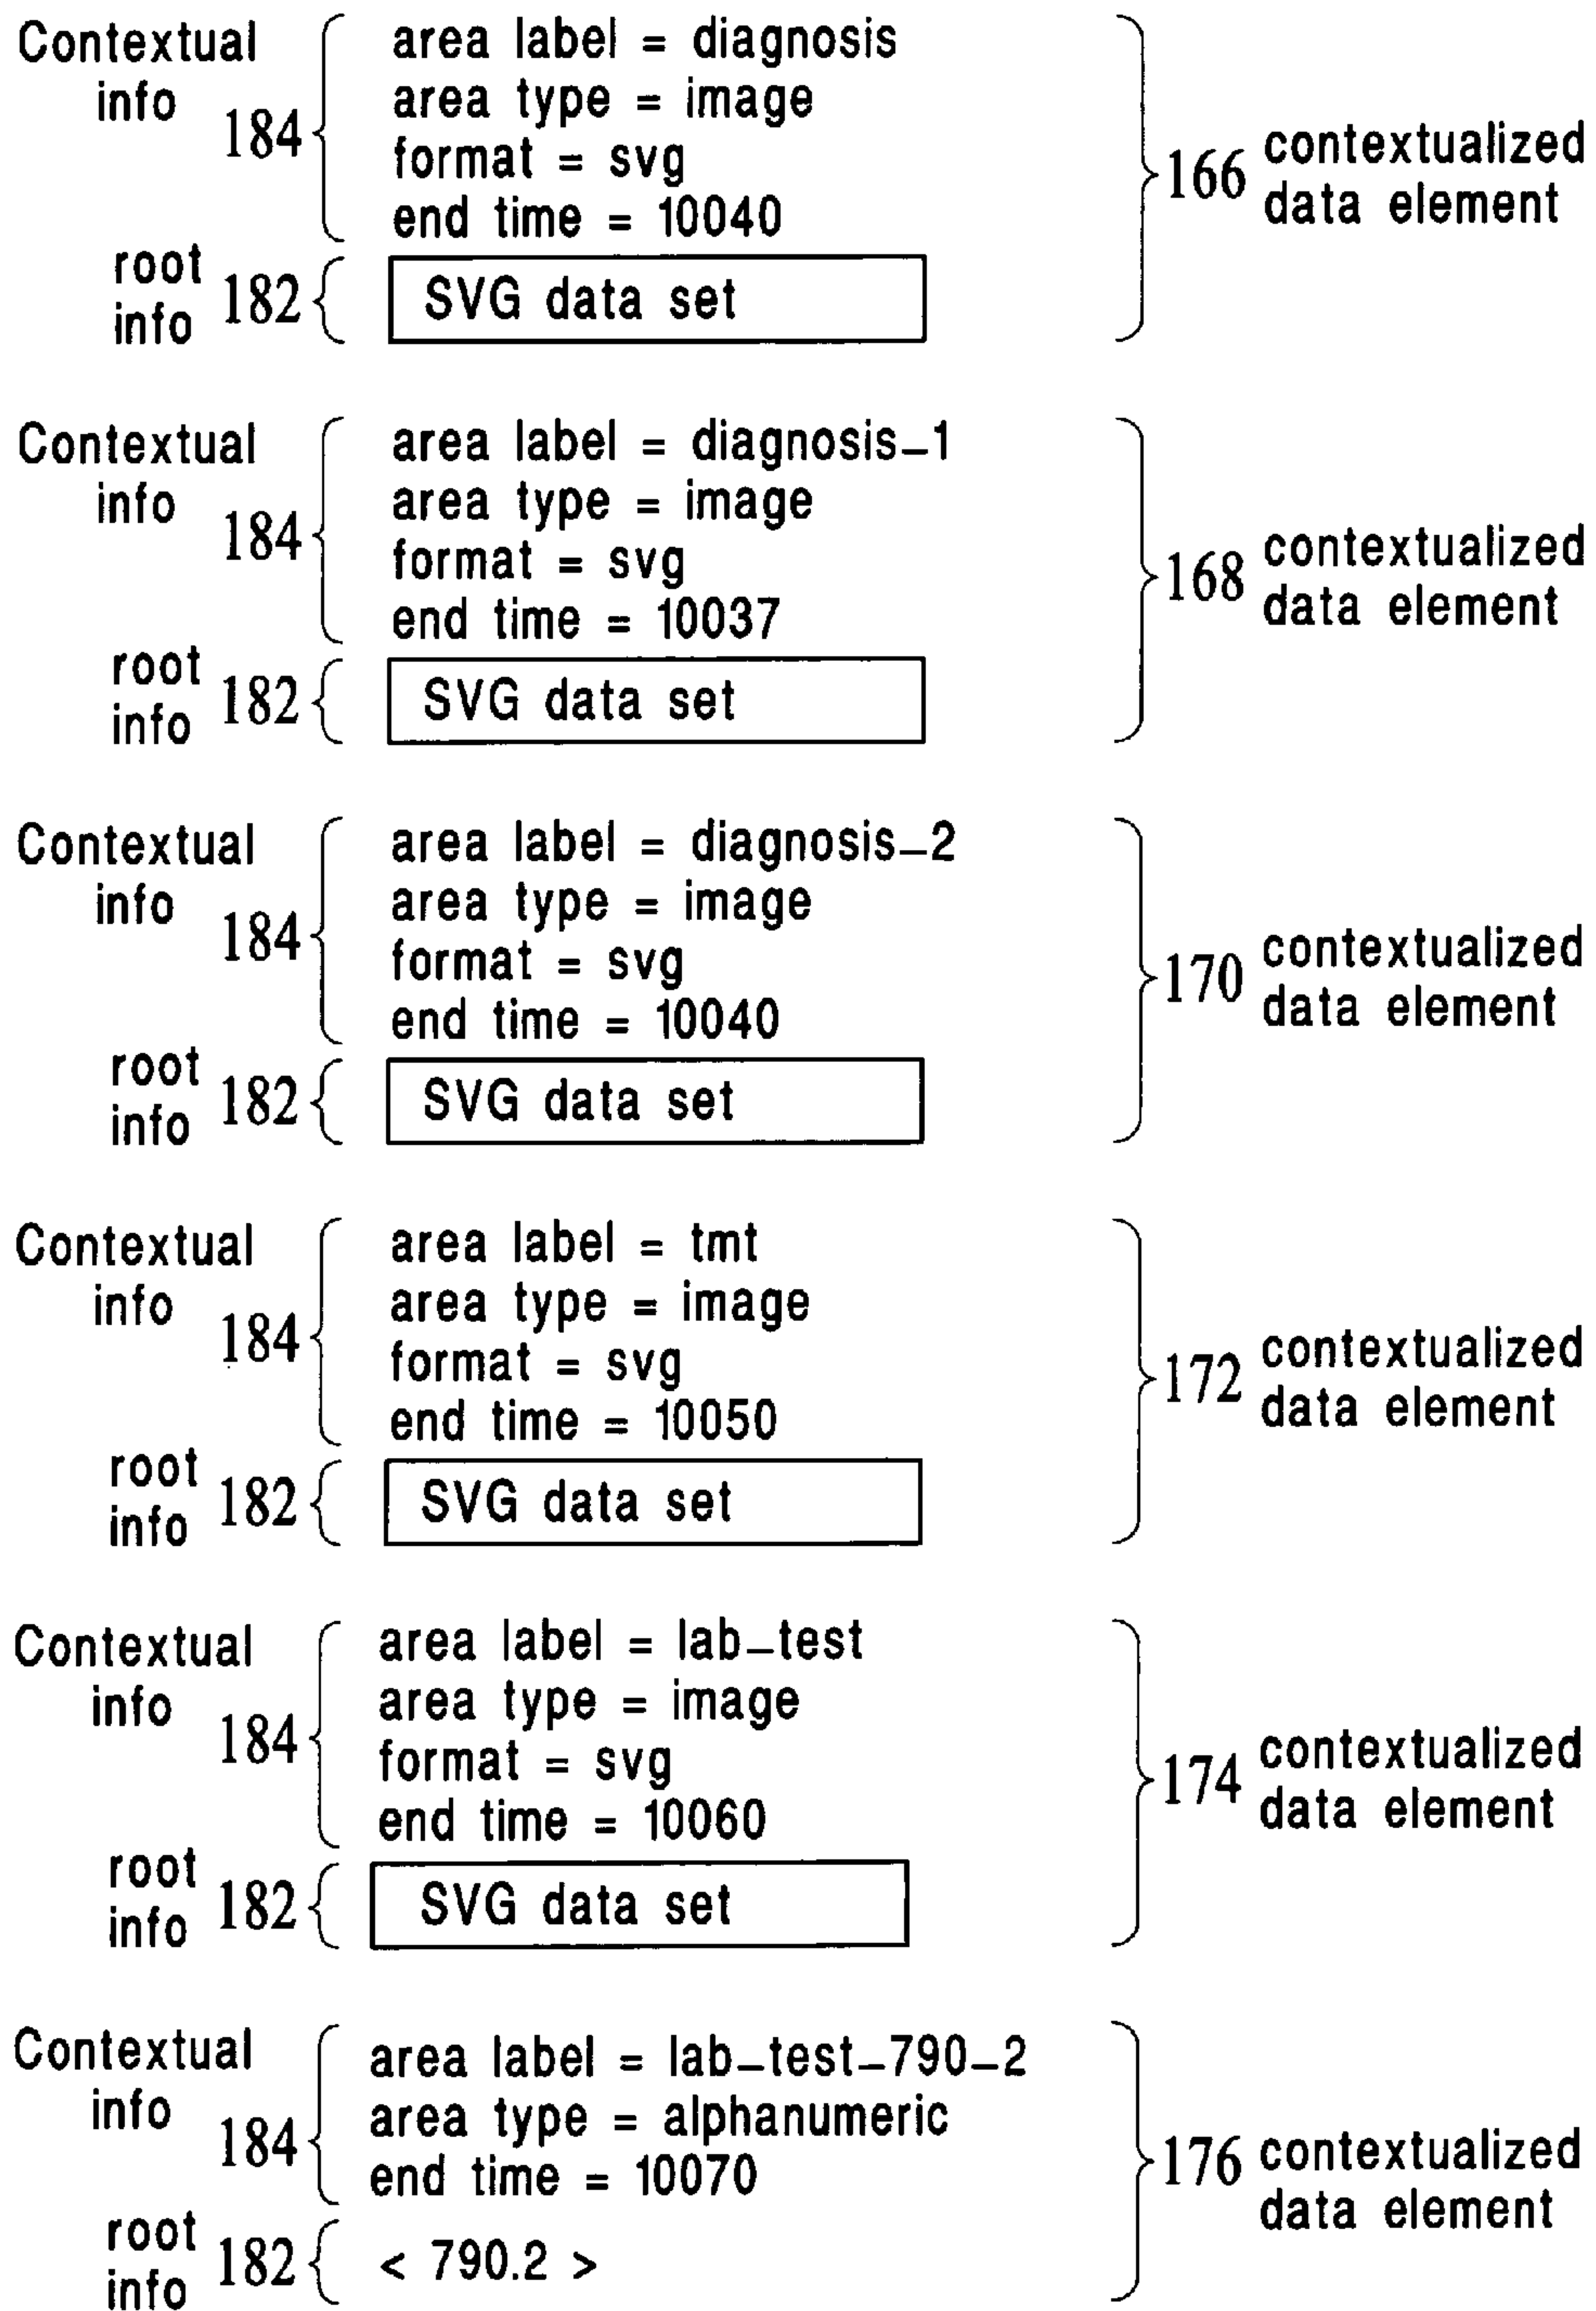 Contextual info 184
area label = diagnosis
area type = image
format = svg
end time = 10040
root info 182
SVG data set
166 contextualized data element
Contextual info 184
area label = diagnosis–1
area type = image
format = svg
end time = 10037
root info 182
SVG data set
168 contextualized data element
Contextual info 184
area label = diagnosis–2
area type = image
format = svg
end time = 10040
root info 182
SVG data set
170 contextualized data element
Contextual info 184
area label = tmt
area type = image
format = svg
end time = 10050
root info 182
SVG data set
172 contextualized data element
Contextual info 184
area label = lab–test
area type = image
format = svg
end time = 10060
root info 182
SVG data set
174 contextualized data element
Contextual info 184
area label = lab–test–790–2
area type = alphanumeric
end time = 10070
root info 182
< 790.2 >
176 contextualized data element